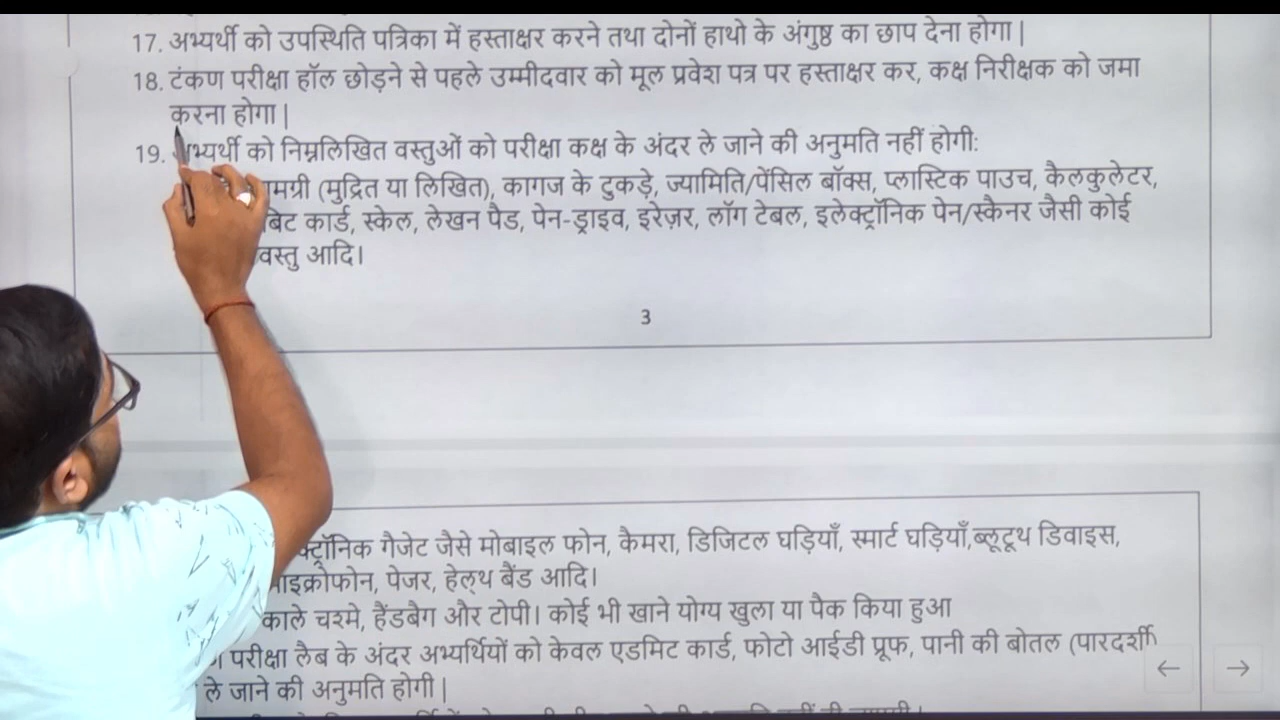 17. अभ्यर्थी को उपस्थिति पत्रिका में हस्ताक्षर करने तथा दोनों हाथो के अंगुष्ठ का छाप देना होगा |
18. टंकण परीक्षा हॉल छोड़ने से पहले उम्मीदवार को मूल प्रवेश पत्र पर हस्ताक्षर कर, कक्ष निरीक्षक को जमा
करना होगा |
19. को निम्नलिखित वस्तुओं को परीक्षा कक्ष के अंदर ले जाने की अनुमति नहीं होगी:
(मुद्रित या लिखित), कागज के टुकड़े, ज्यामिति/पेंसिल बॉक्स, प्लास्टिक पाउच, कैलकुलेटर,
कार्ड, स्केल, लेखन पैड, पेन-ड्राइव, इरेज़र, लॉग टेबल, इलेक्ट्रॉनिक पेन/स्कैनर जैसी कोई
वस्तु आदि।
3
गैजेट जैसे मोबाइल फोन, कैमरा, डिजिटल घड़ियाँ, स्मार्ट घड़ियाँ,ब्लूटूथ डिवाइस,
पेजर, हेल्थ बैंड आदि।
काले चश्मे, हैंडबैग और टोपी। कोई भी खाने योग्य खुला या पैक किया हुआ
परीक्षा लैब के अंदर अभ्यर्थियों को केवल एडमिट कार्ड, फोटो आईडी प्रूफ, पानी की बोतल (पारदर्शी
ले जाने की अनुमति होगी |